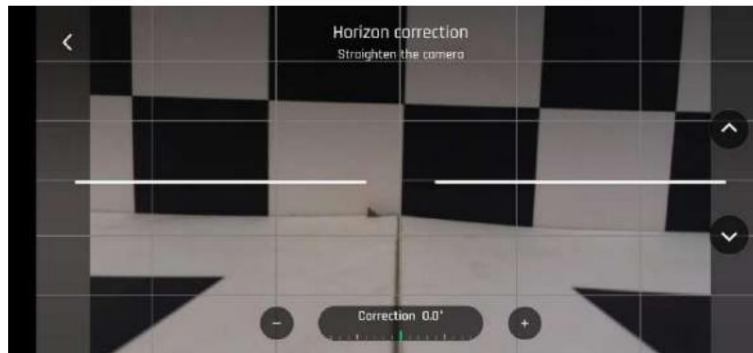 Horizon correction
Straighten the camera
Correction 0.0°